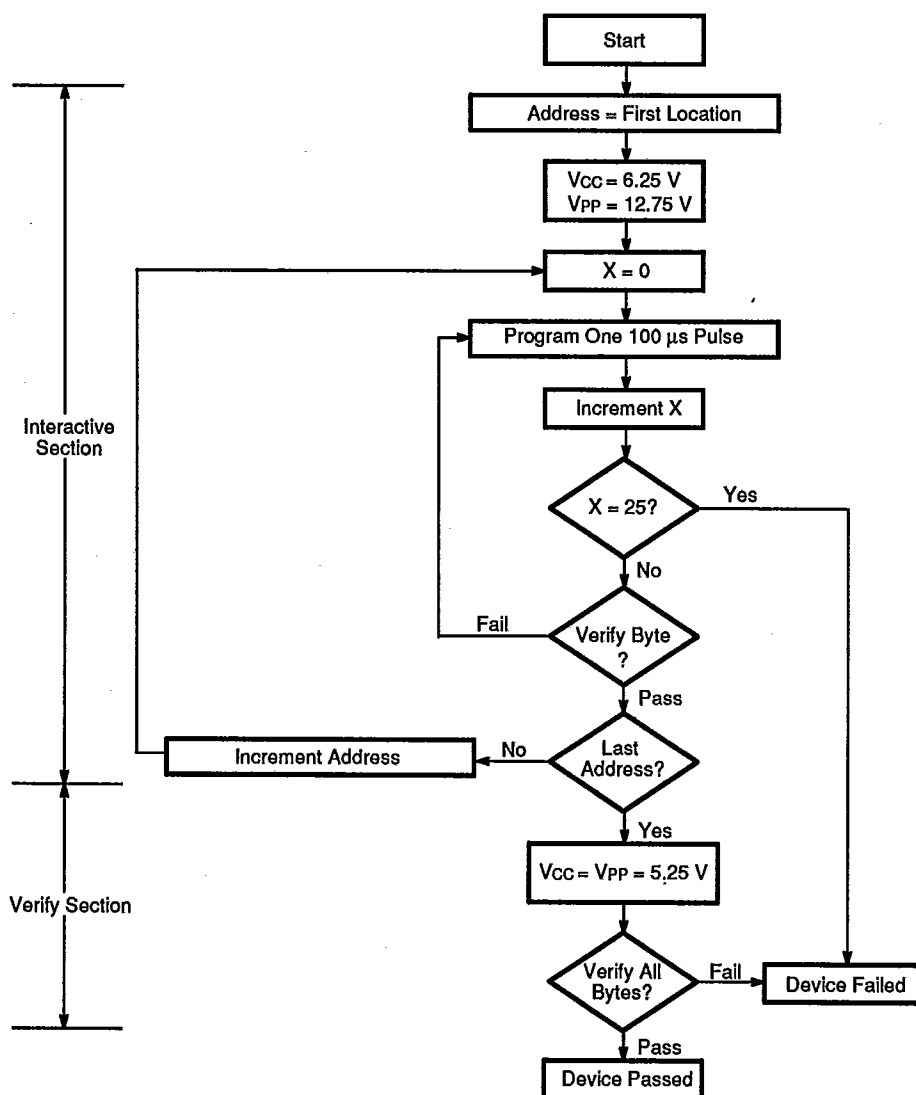 Start
Address = First Location
VCC = 6.25 V
VPP = 12.75 V
X = 0
Program One 100 µs Pulse
Increment X
Interactive
Section
X = 25?
Yes
No
Verify Byte
?
Fail
Pass
Last
Address?
No
Increment Address
Yes
VCC = VPP = 5.25 V
Verify Section
Verify All
Bytes?
Fail
Device Failed
Pass
Device Passed